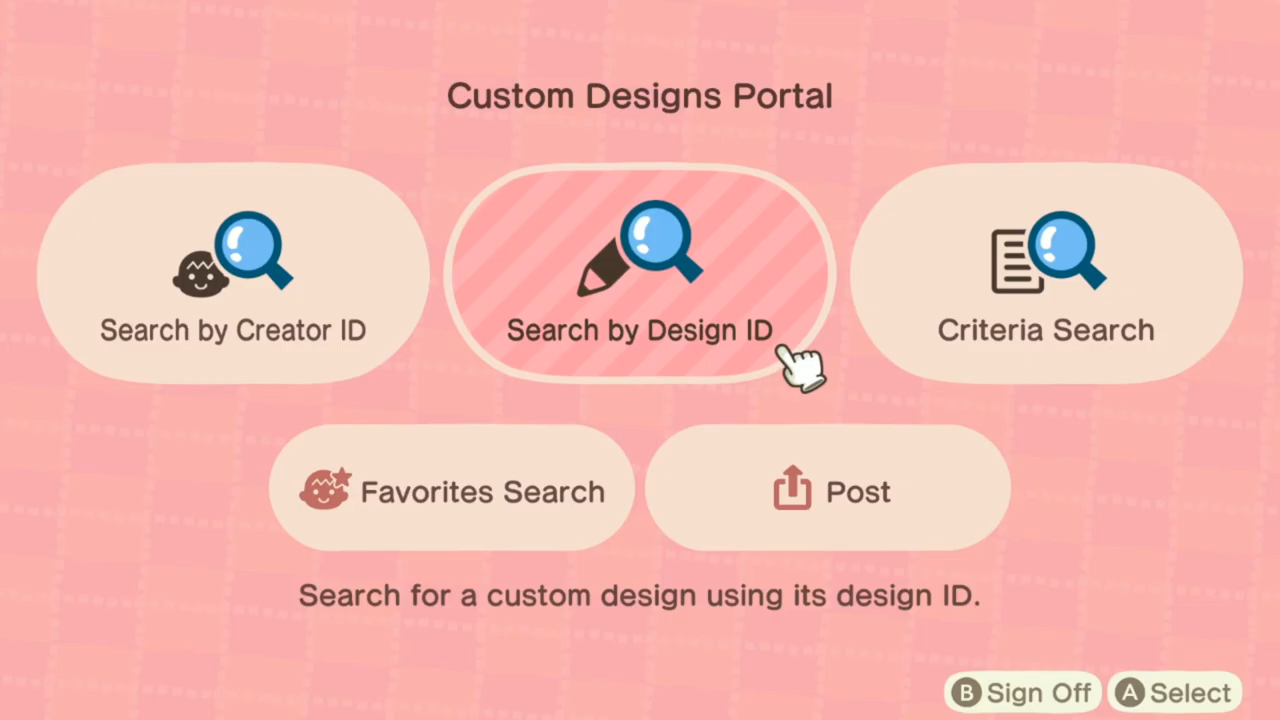 Custom Designs Portal
Search by Creator ID
Search by Design ID
Criteria Search
Favorites Search
Post
Search for a custom design using its design ID.
B Sign Off
A Select